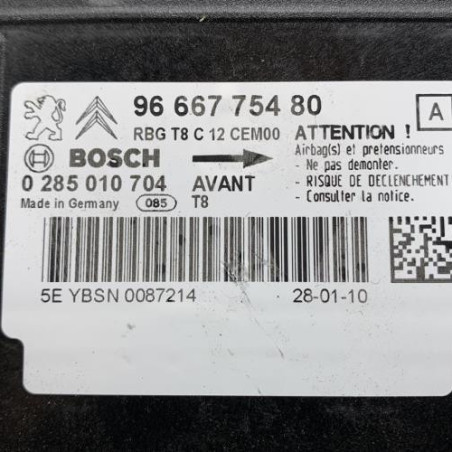 96 667 754 80
A
RBG T8 C 12 CEM00
ATTENTION !
BOSCH
Airbag(s) et pretensionneurs
- Ne pas demonter.
0 285 010 704
AVANT
- RISQUE DE DECLENCHEMENT
Made in Germany
085
T8
- Consulter la notice.
5E YBSN 0087214
28-01-10